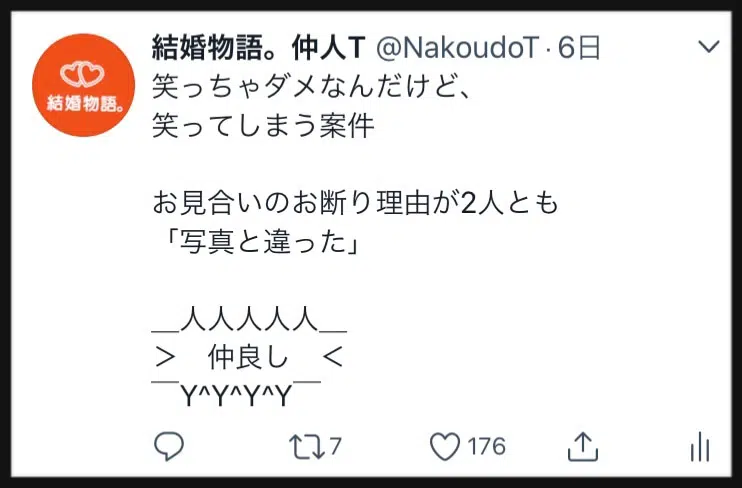 結婚物語。仲人T @NakoudoT · 6日
結婚物語。
笑っちゃダメなんだけど、
笑ってしまう案件
お見合いのお断り理由が2人とも
「写真と違った」
＿人人人人人＿
＞　仲良し　＜
￣Y^Y^Y^Y￣
7 176